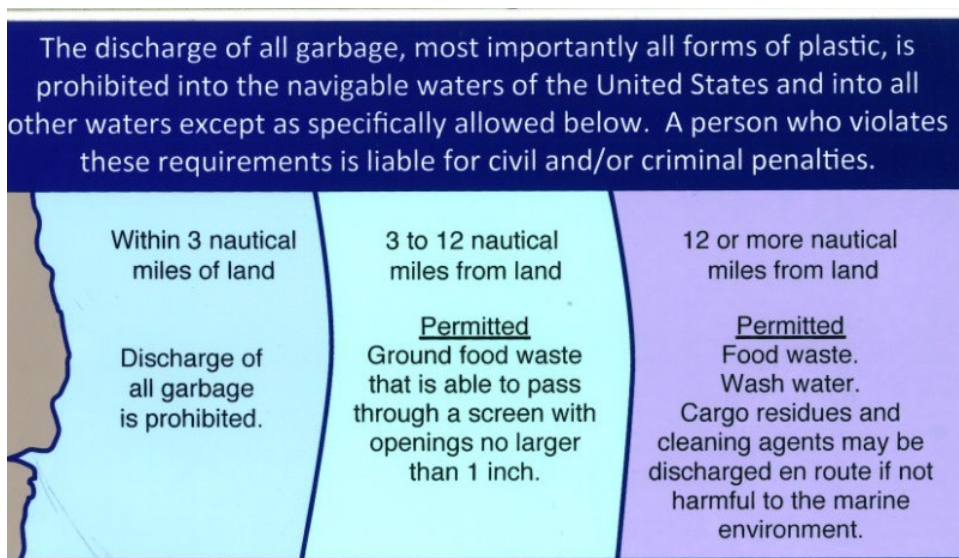 The discharge of all garbage, most importantly all forms of plastic, is
prohibited into the navigable waters of the United States and into all
other waters except as specifically allowed below.  A person who violates
these requirements is liable for civil and/or criminal penalties.
Within 3 nautical
miles of land
Discharge of
all garbage
is prohibited.
3 to 12 nautical
miles from land
Permitted
Ground food waste
that is able to pass
through a screen with
openings no larger
than 1 inch.
12 or more nautical
miles from land
Permitted
Food waste.
Wash water.
Cargo residues and
cleaning agents may be
discharged en route if not
harmful to the marine
environment.